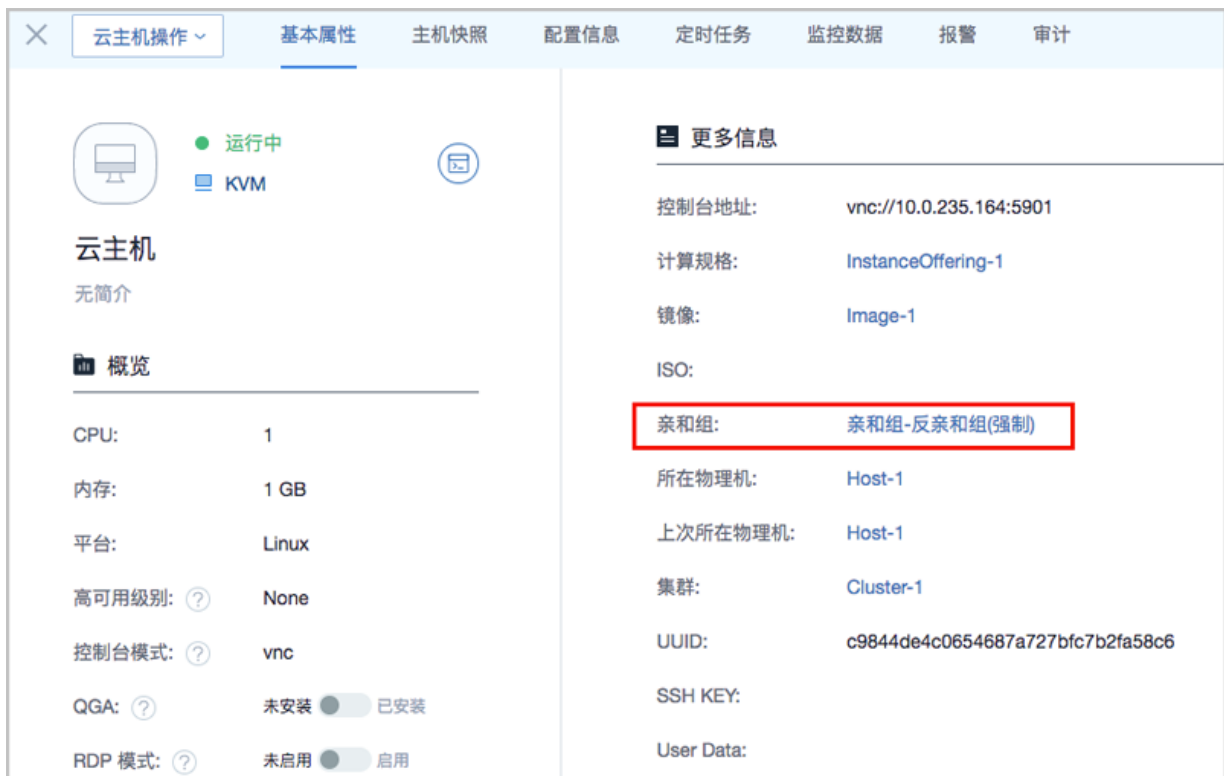 云主机操作 基本属性 主机快照 配置信息 定时任务 监控数据 报警 审计
运行中
KVM
云主机
无简介
概览
CPU: 1
内存: 1 GB
平台: Linux
高可用级别: ? None
控制台模式: ? vnc
QGA: ? 未安装 已安装
RDP 模式: ? 未启用 启用
更多信息
控制台地址: vnc://10.0.235.164:5901
计算规格: InstanceOffering-1
镜像: Image-1
ISO:
亲和组: 亲和组-反亲和组(强制)
所在物理机: Host-1
上次所在物理机: Host-1
集群: Cluster-1
UUID: c9844de4c0654687a727bfc7b2fa58c6
SSH KEY:
User Data: